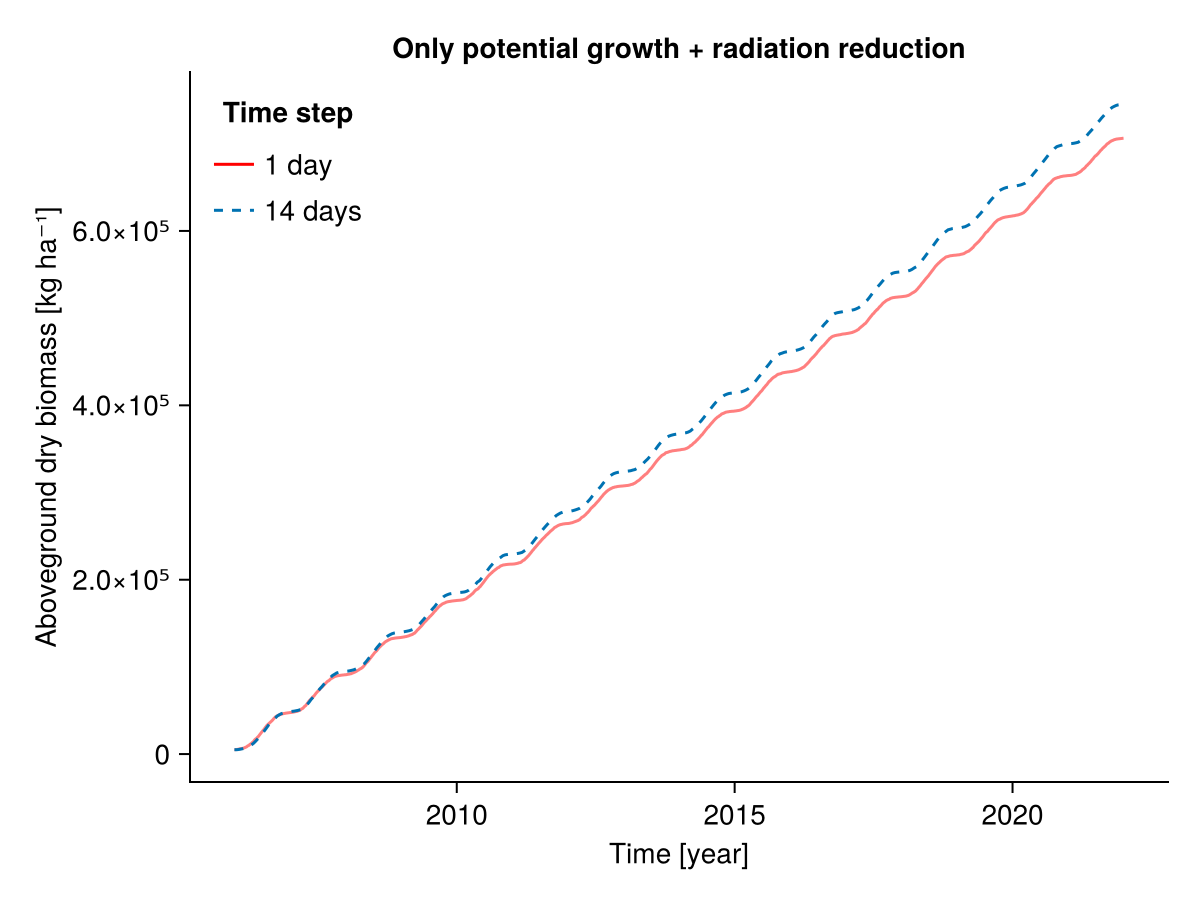 Only potential growth + radiation reduction
Time step
1 day
14 days
Aboveground dry biomass [kg ha⁻¹]
6.0×10⁵
4.0×10⁵
2.0×10⁵
0
2010
2015
2020
Time [year]